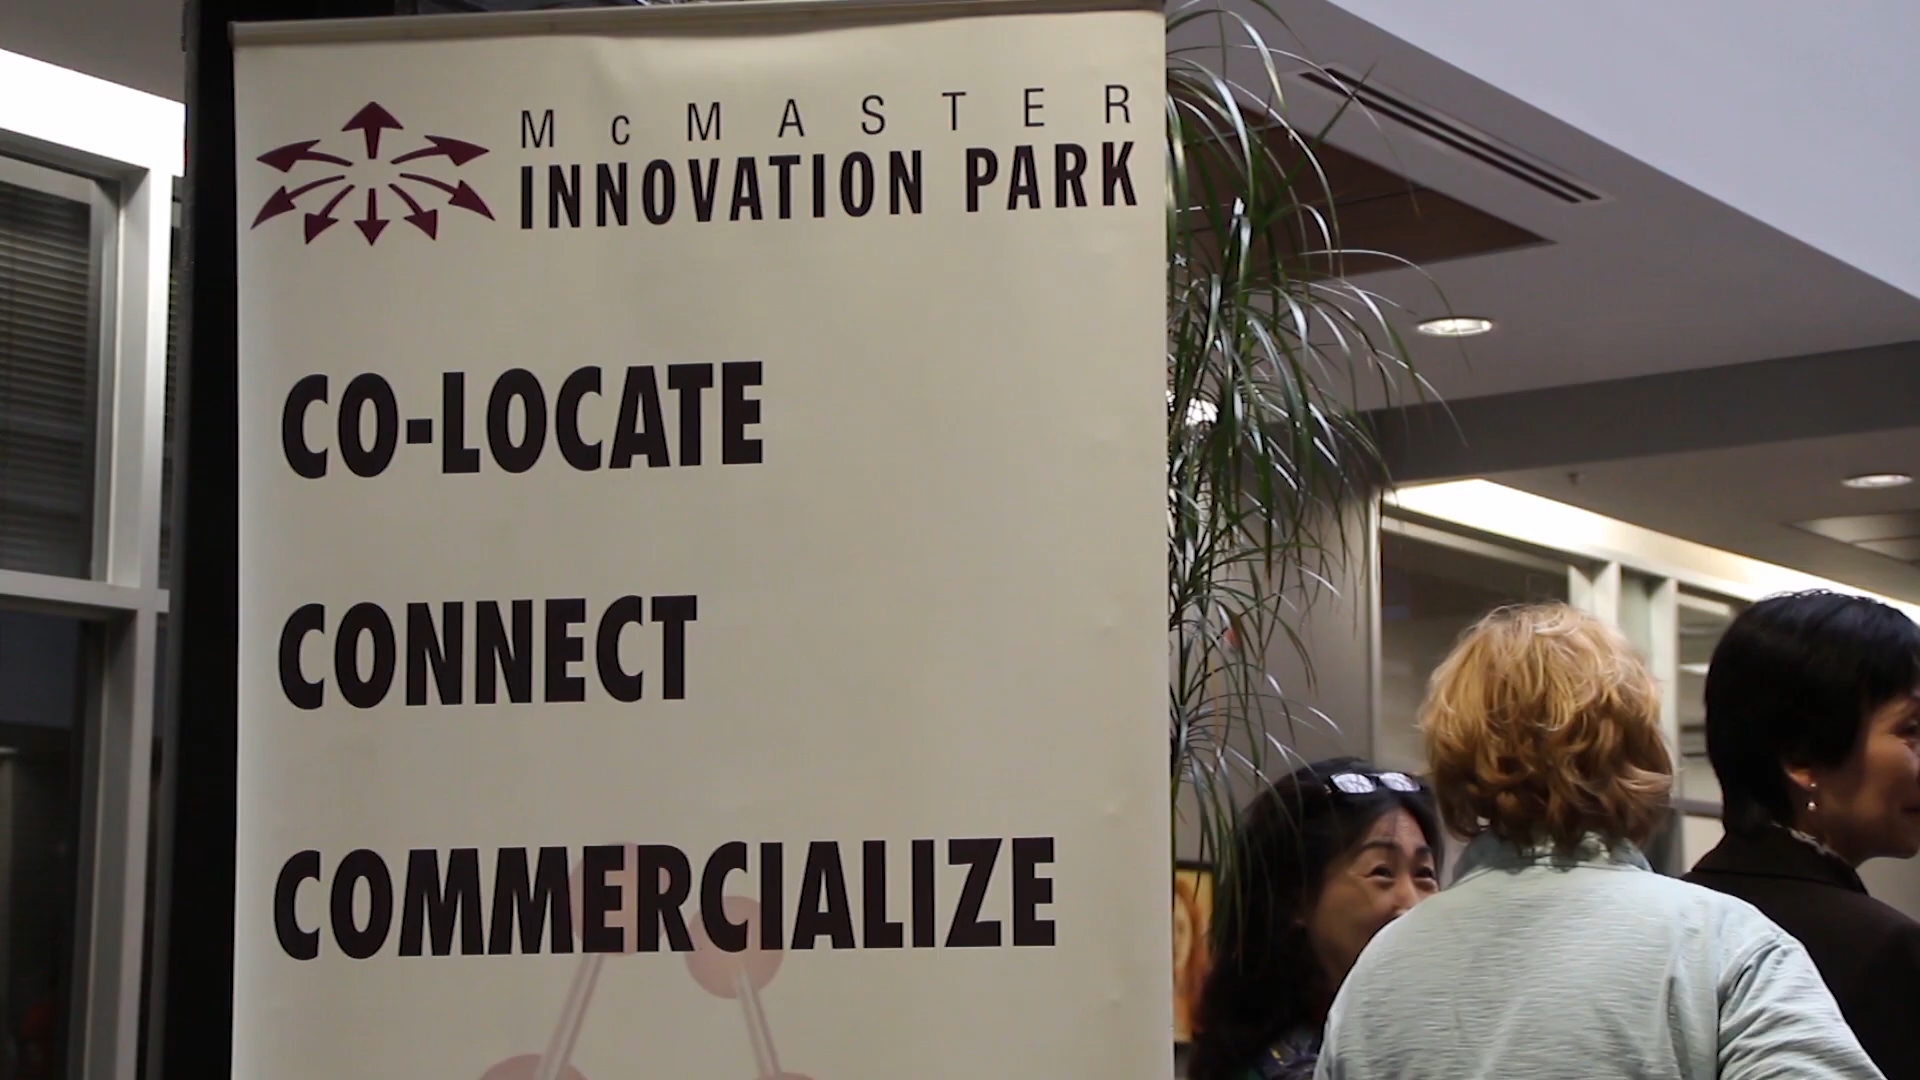 McMASTER
INNOVATION PARK
CO-LOCATE
CONNECT
COMMERCIALIZE